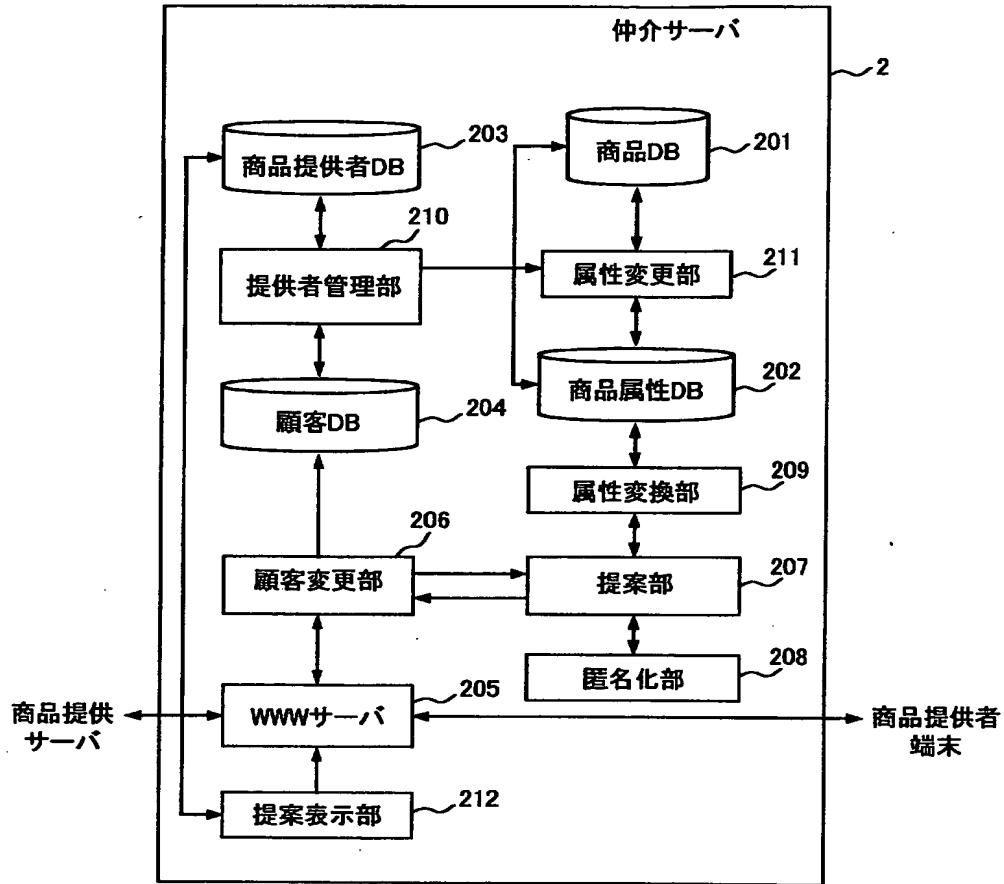 仲介サーバ
2
203
商品提供者DB
201
商品DB
210
提供者管理部
211
属性変更部
202
商品属性DB
204
顧客DB
209
属性変換部
206
顧客変更部
207
提案部
208
匿名化部
205
WWWサーバ
商品提供
サーバ
商品提供者
端末
212
提案表示部